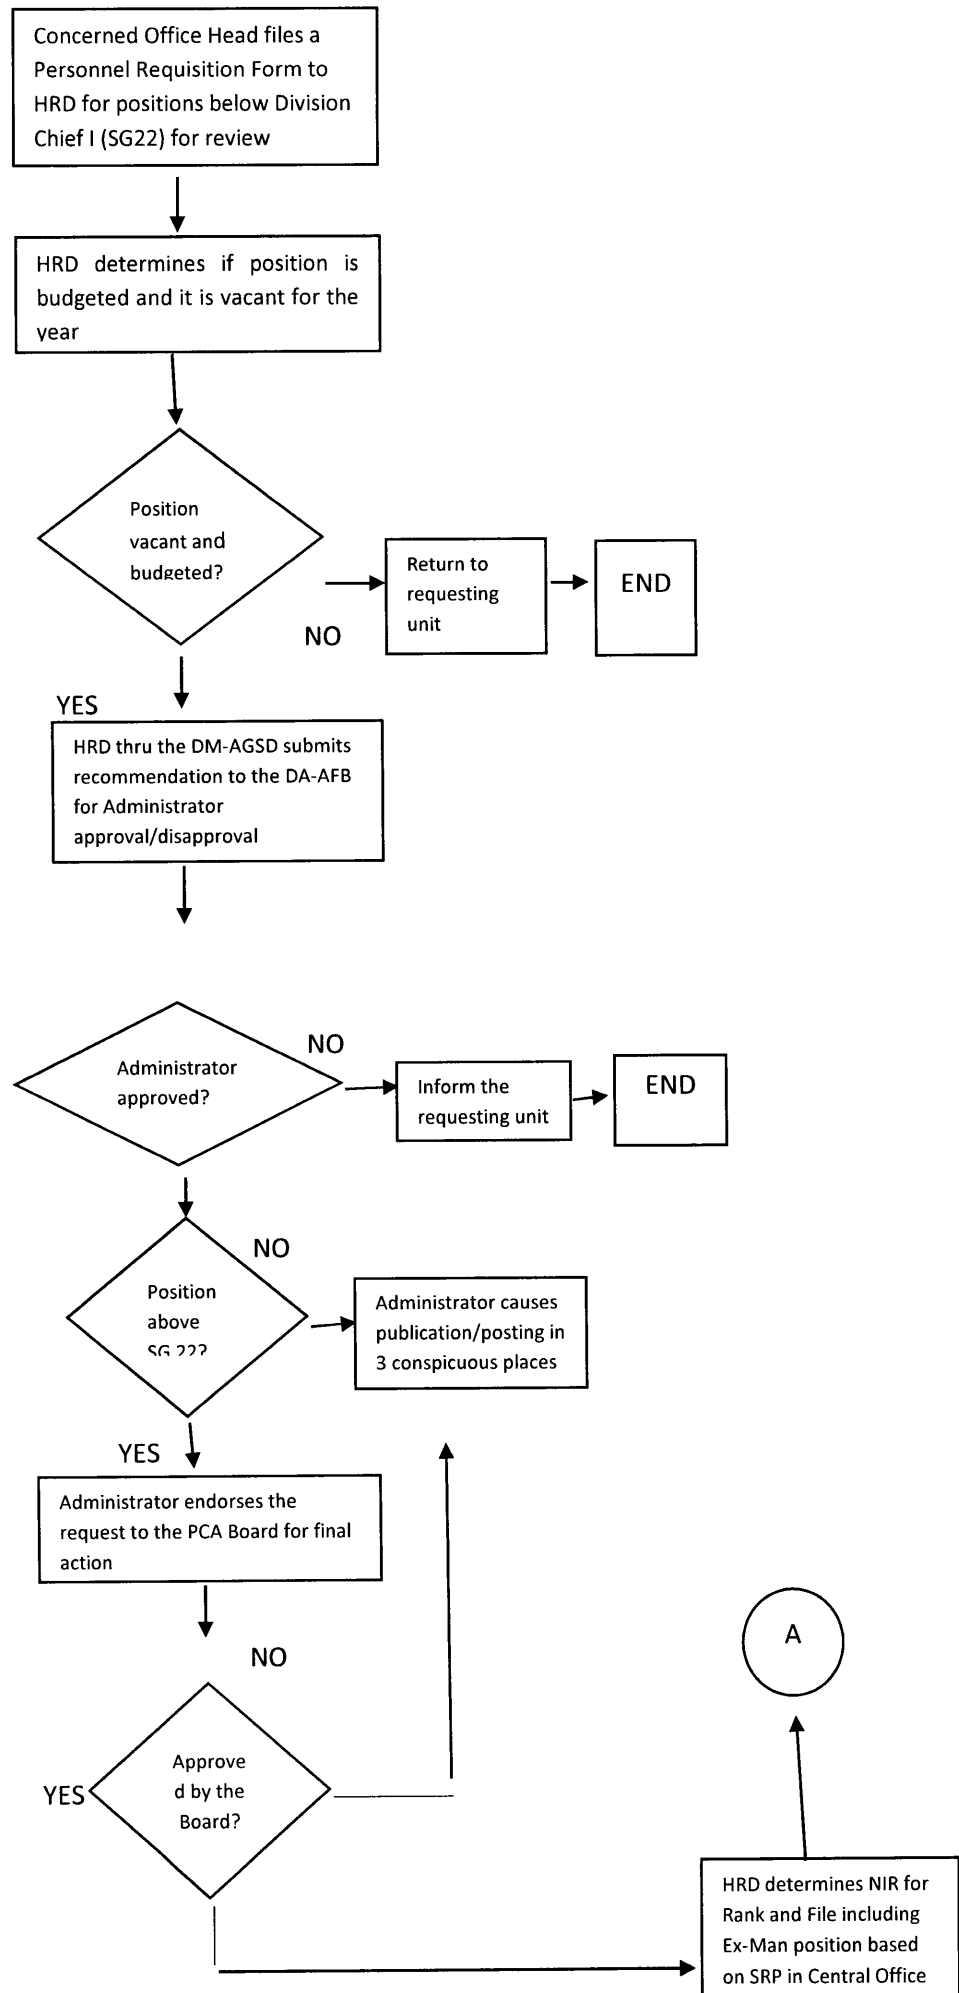 Concerned Office Head files a
Personnel Requisition Form to
HRD for positions below Division
Chief I (SG22) for review
HRD determines if position is
budgeted and it is vacant for the
year
Position
vacant and
budgeted?
NO
Return to
requesting
unit
END
YES
HRD thru the DM-AGSD submits
recommendation to the DA-AFB
for Administrator
approval/disapproval
Administrator
approved?
NO
Inform the
requesting unit
END
Position
above
SG 22?
NO
Administrator causes
publication/posting in
3 conspicuous places
YES
Administrator endorses the
request to the PCA Board for final
action
NO
Approve
d by the
Board?
YES
A
HRD determines NIR for
Rank and File including
Ex-Man position based
on SRP in Central Office